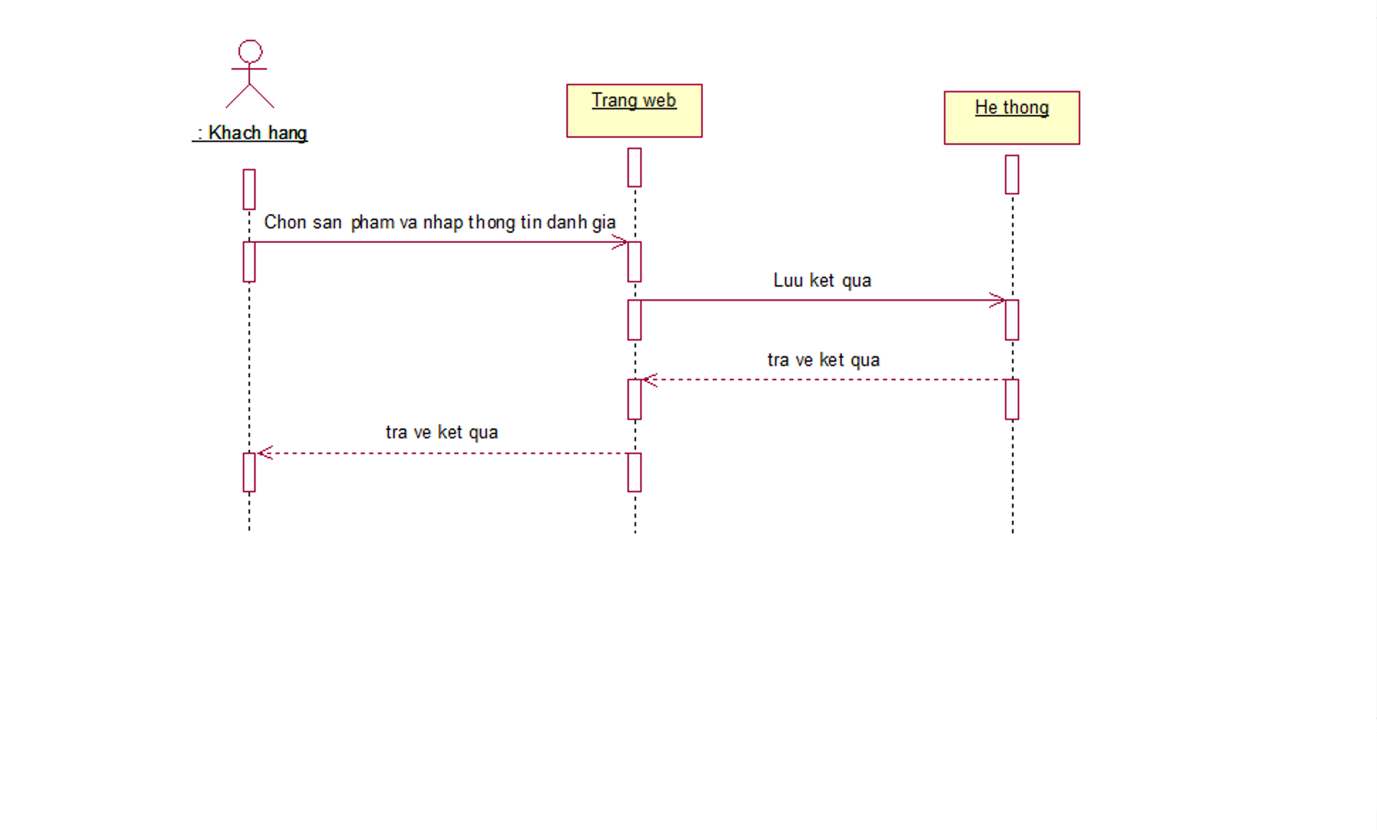 : Khach hang
Trang web
He thong
Chon san pham va nhap thong tin danh gia
Luu ket qua
tra ve ket qua
tra ve ket qua